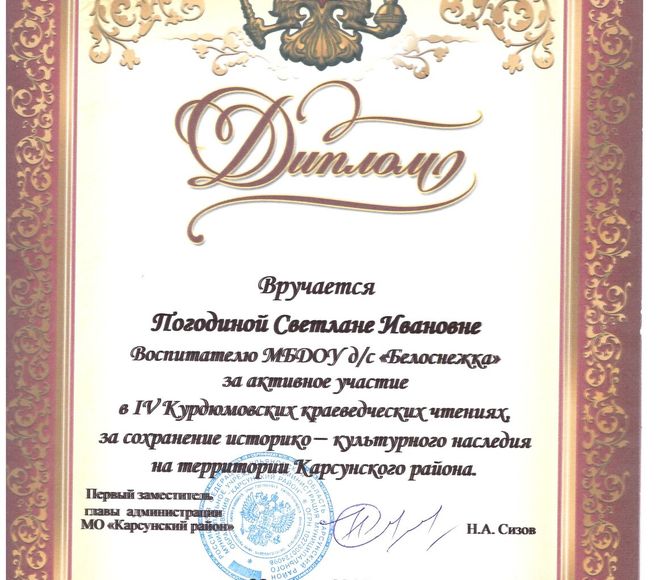 Диплом
Вручается
Погодиной Светлане Ивановне
Воспитателю МБДОУ д/с «Белоснежка»
за активное участие
в IV Курдюмовских краеведческих чтениях,
за сохранение историко – культурного наследия
на территории Карсунского района.
Первый заместитель
главы администрации
МО «Карсунский район»
Н.А. Сизов